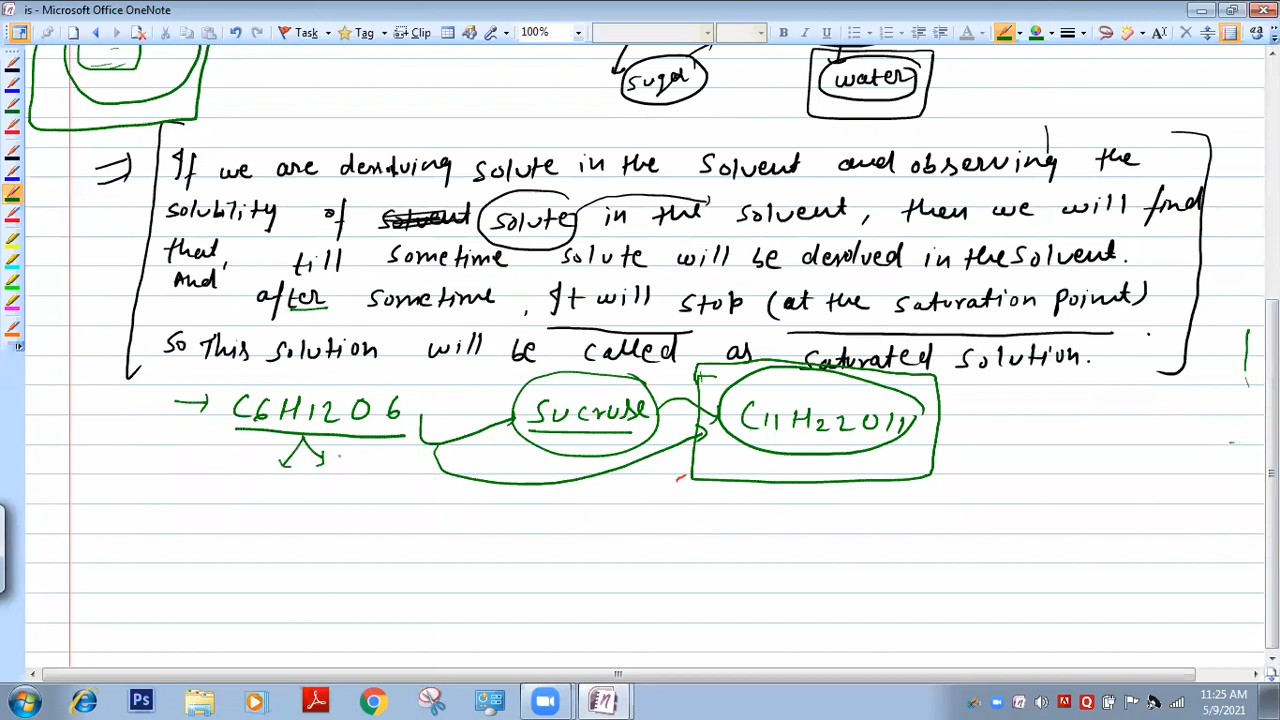 is - Microsoft Office OneNote
Task Tag Clip 100% B I U A
sugar water
If we are desolving solute in the solvent and observing the
solubility of solvent solute in the solvent, then we will find
that, till sometime solute will be desolved in the solvent.
And after sometime, It will stop (at the saturation point)
so This solution will be called as saturated solution.
→ C6H12O6 Sucruse C11H22O11
11:25 AM
5/9/2021